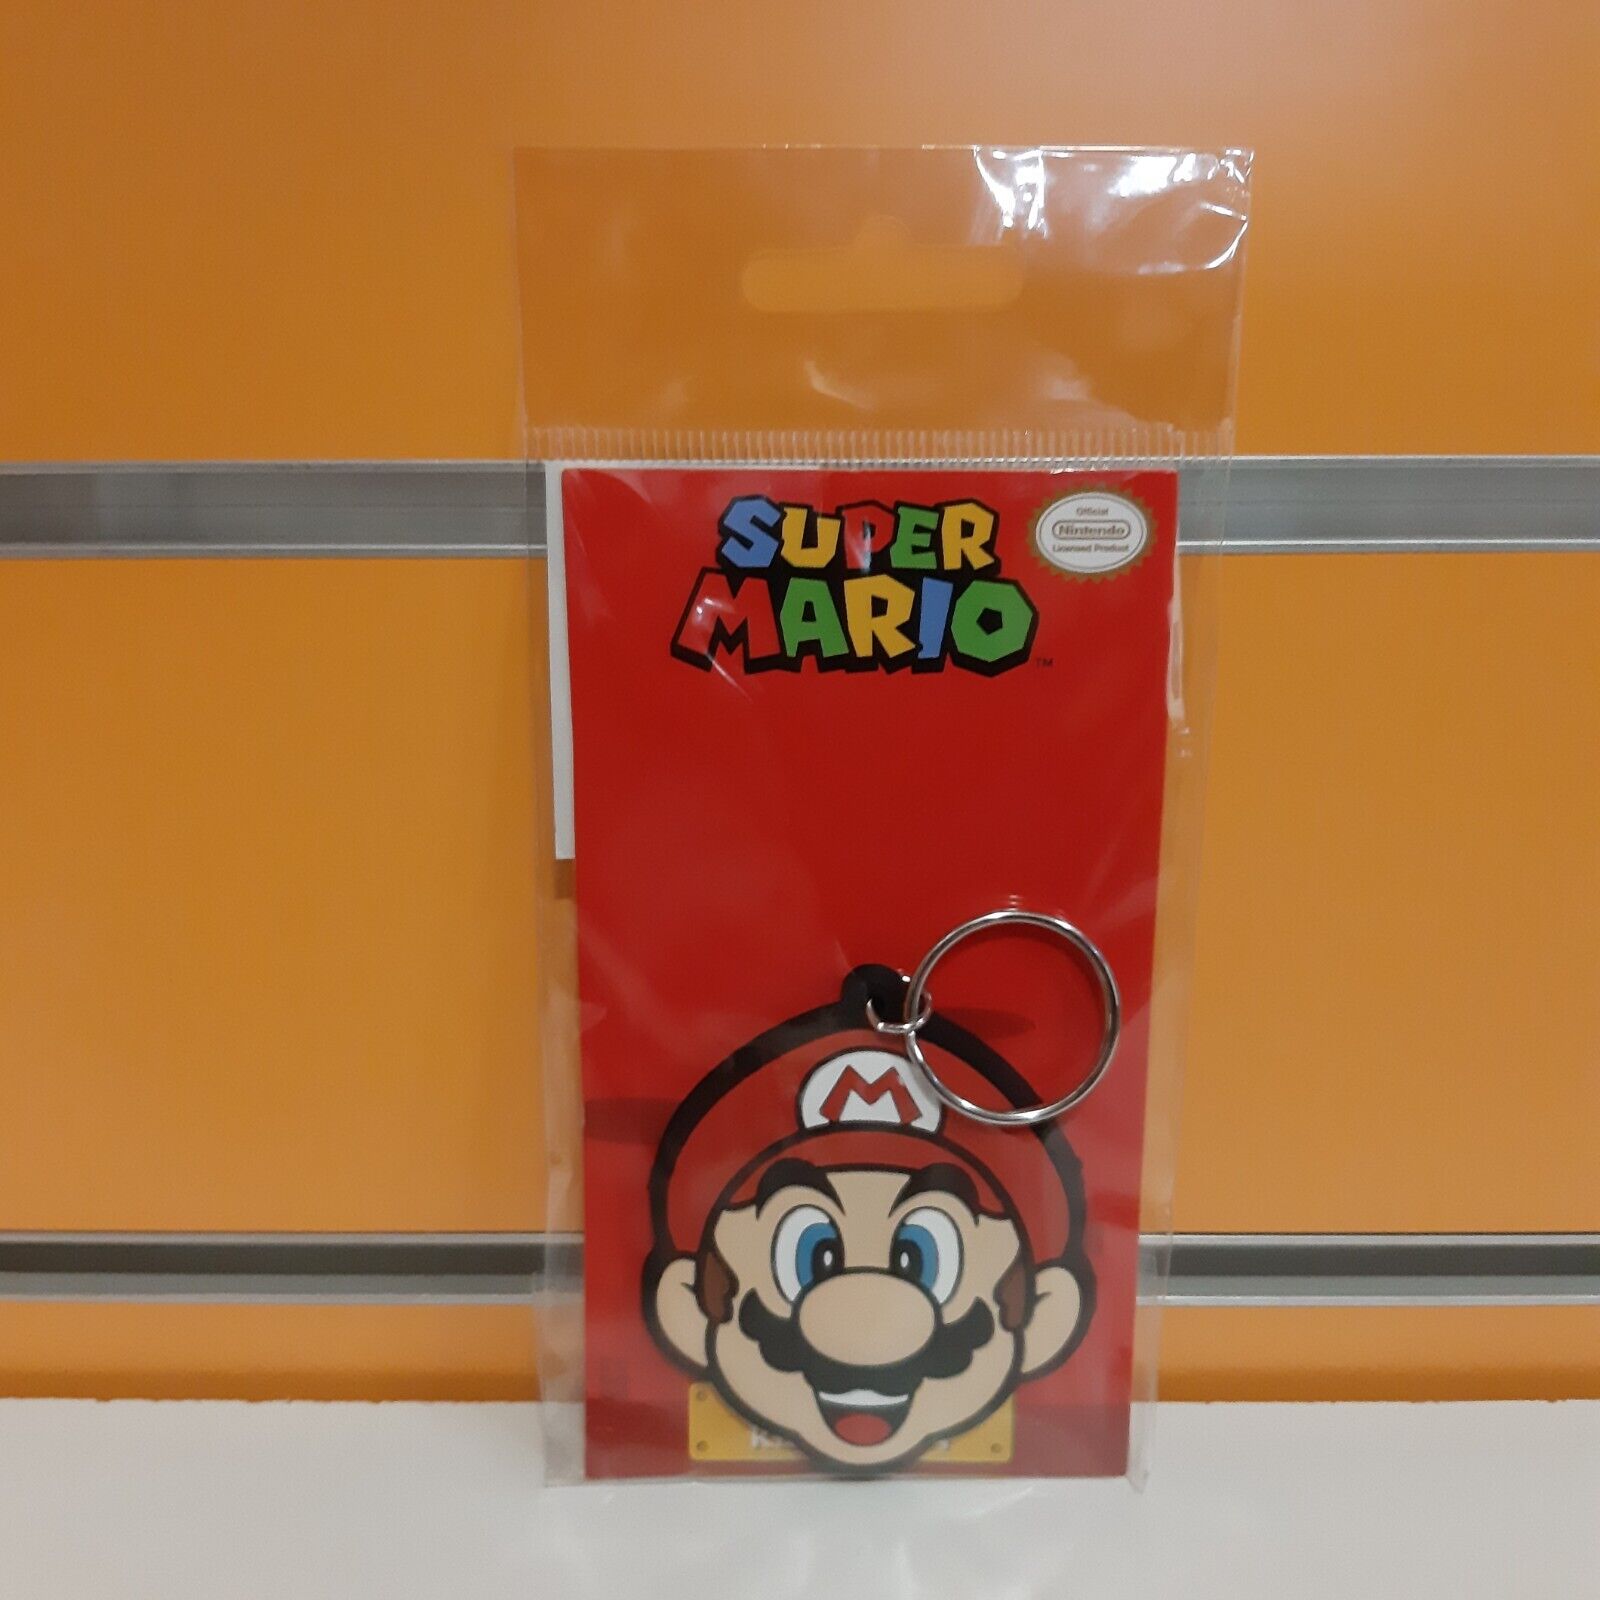 SUPER
MARIO
TM
Official
Nintendo
Licensed Product
M